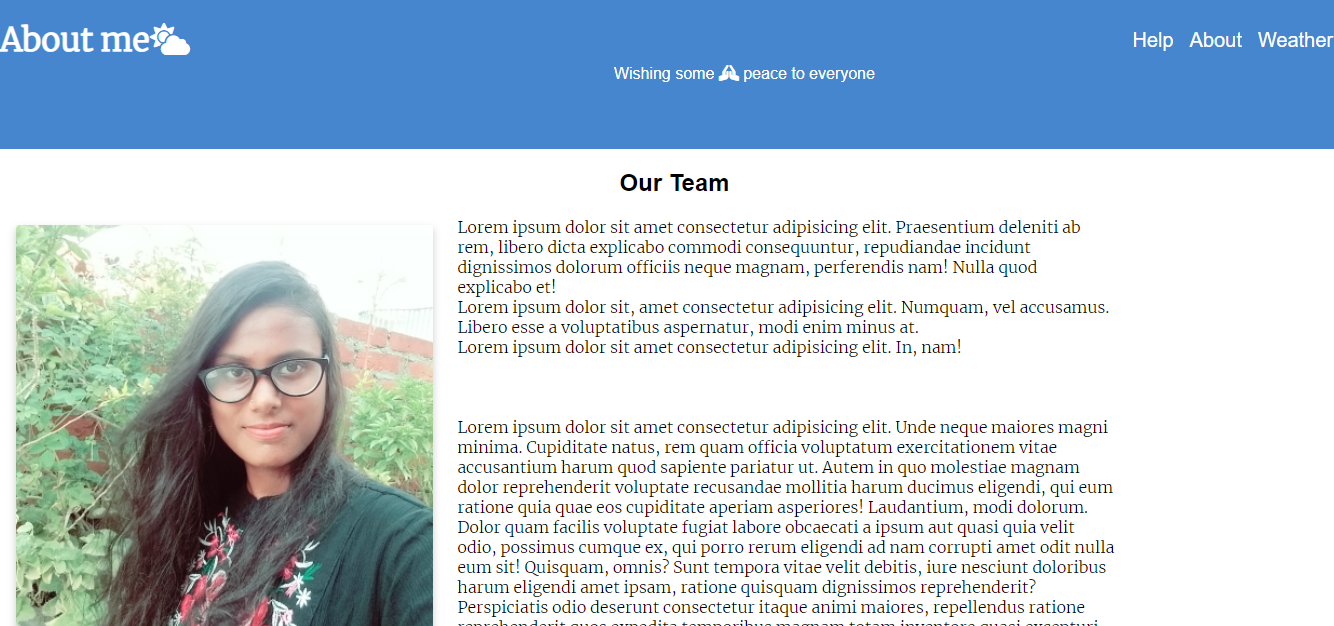 About me
Help About Weather
Wishing some peace to everyone
Our Team
Lorem ipsum dolor sit amet consectetur adipisicing elit. Praesentium deleniti ab
rem, libero dicta explicabo commodi consequuntur, repudiandae incidunt
dignissimos dolorum officiis neque magnam, perferendis nam! Nulla quod
explicabo et!
Lorem ipsum dolor sit, amet consectetur adipisicing elit. Numquam, vel accusamus.
Libero esse a voluptatibus aspernatur, modi enim minus at.
Lorem ipsum dolor sit amet consectetur adipisicing elit. In, nam!
Lorem ipsum dolor sit amet consectetur adipisicing elit. Unde neque maiores magni
minima. Cupiditate natus, rem quam officia voluptatum exercitationem vitae
accusantium harum quod sapiente pariatur ut. Autem in quo molestiae magnam
dolor reprehenderit voluptate recusandae mollitia harum ducimus eligendi, qui eum
ratione quia quae eos cupiditate aperiam asperiores! Laudantium, modi dolorum.
Dolor quam facilis voluptate fugiat labore obcaecati a ipsum aut quasi quia velit
odio, possimus cumque ex, qui porro rerum eligendi ad nam corrupti amet odit nulla
eum sit! Quisquam, omnis? Sunt tempora vitae velit debitis, iure nesciunt doloribus
harum eligendi amet ipsam, ratione quisquam dignissimos reprehenderit?
Perspiciatis odio deserunt consectetur itaque animi maiores, repellendus ratione
reprehenderit quos expedita temporibus magnam totam inventore quasi excepturi